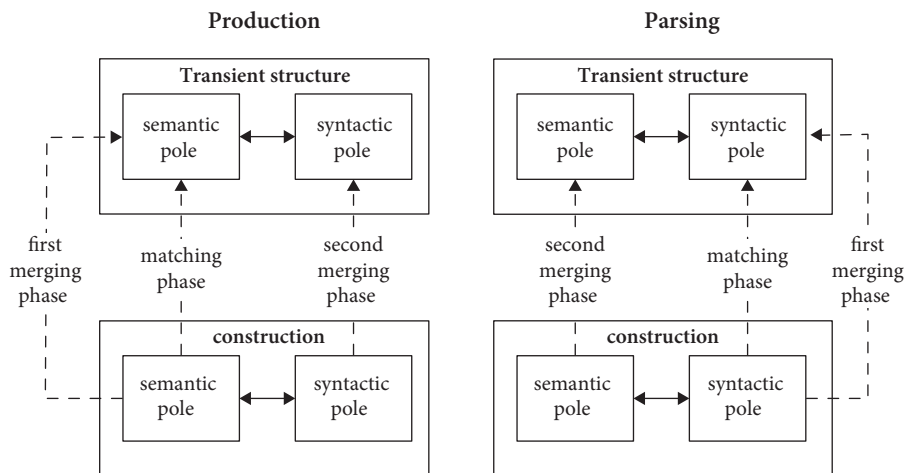 Production
Transient structure
semantic
pole
syntactic
pole
first
merging
phase
matching
phase
second
merging
phase
construction
semantic
pole
syntactic
pole
Parsing
Transient structure
semantic
pole
syntactic
pole
second
merging
phase
matching
phase
first
merging
phase
construction
semantic
pole
syntactic
pole